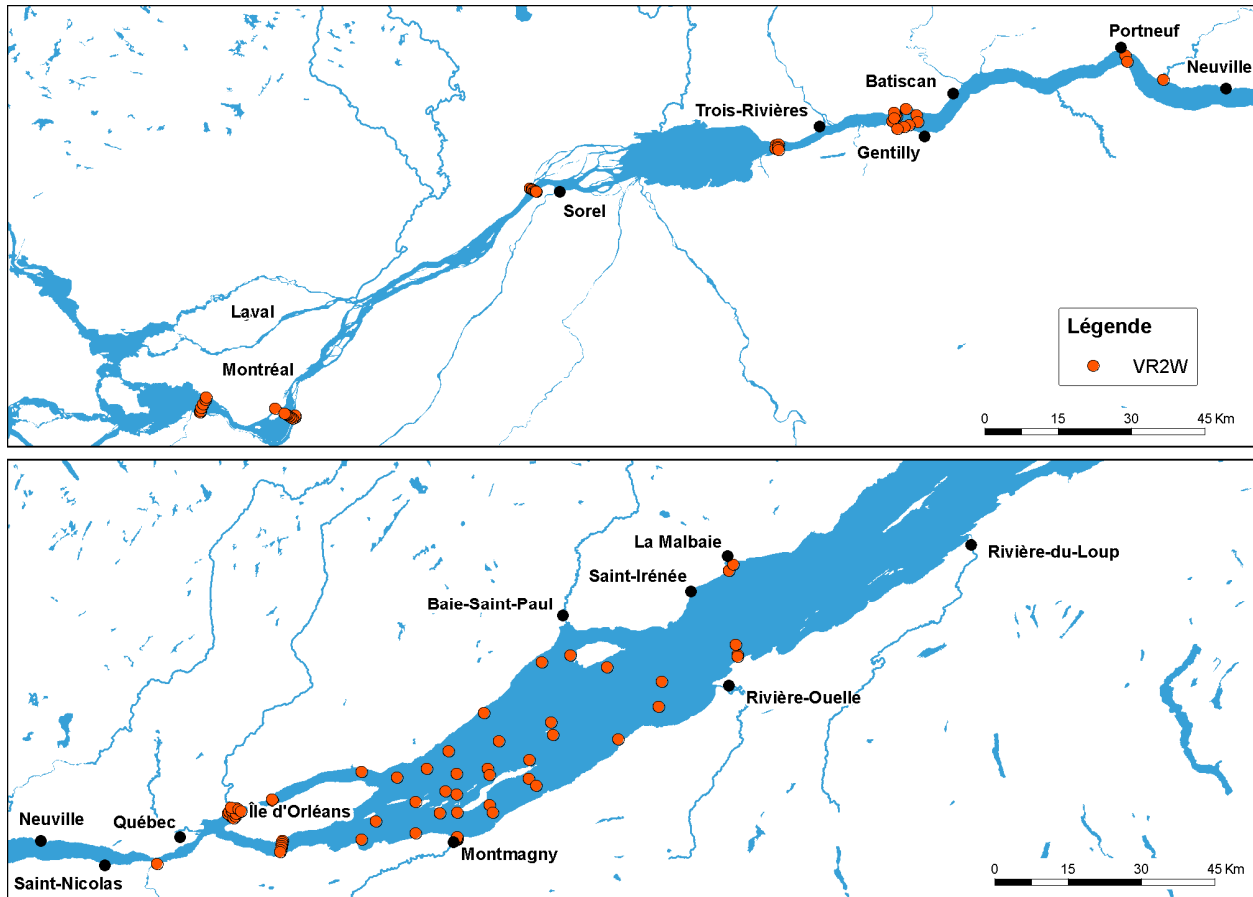 Portneuf
Neuville
Batiscan
Trois-Rivières
Gentilly
Sorel
Laval
Montréal
Légende
VR2W
0 15 30 45 Km
La Malbaie
Rivière-du-Loup
Saint-Irénée
Baie-Saint-Paul
Rivière-Ouelle
Île d'Orléans
Neuville
Québec
Montmagny
Saint-Nicolas
0 15 30 45 Km